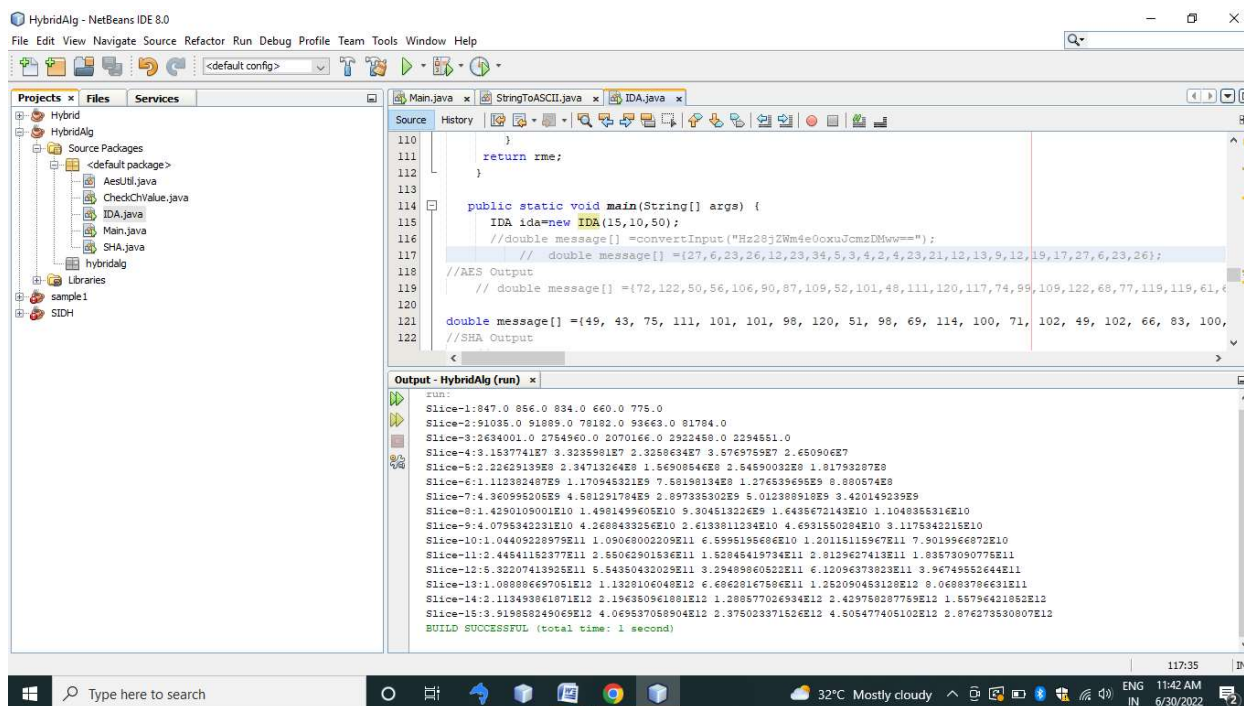 HybridAlg - NetBeans IDE 8.0
File Edit View Navigate Source Refactor Run Debug Profile Team Tools Window Help
<default config>
Projects Files Services
Hybrid
HybridAlg
Source Packages
<default package>
AesUtil.java
CheckChValue.java
IDA.java
Main.java
SHA.java
hybridalg
Libraries
sample1
SIDH
Main.java StringToASCII.java IDA.java
Source History
110 }
111 return rme;
112 }
113
114 public static void main(String[] args) {
115 IDA ida=new IDA(15,10,50);
116 //double message[] =convertInput("Hz28jZWm4e0oxuJcmzDMww==");
117 // double message[] ={27,6,23,26,12,23,34,5,3,4,2,4,23,21,12,13,9,12,19,17,27,6,23,26};
118 //AES Output
119 // double message[] ={72,122,50,56,106,90,87,109,52,101,48,111,120,117,74,99,109,122,68,77,119,119,61,6
120
121 double message[] ={49, 43, 75, 111, 101, 101, 98, 120, 51, 98, 69, 114, 100, 71, 102, 49, 102, 66, 83, 100,
122 //SHA Output
Output - HybridAlg (run)
run:
Slice-1:847.0 856.0 834.0 660.0 775.0
Slice-2:91035.0 91889.0 78182.0 93663.0 81784.0
Slice-3:2634001.0 2754960.0 2070166.0 2922458.0 2294551.0
Slice-4:3.1537741E7 3.3235981E7 2.3258634E7 3.5769759E7 2.650906E7
Slice-5:2.22629139E8 2.34713264E8 1.56908546E8 2.54590032E8 1.81793287E8
Slice-6:1.112382487E9 1.170945321E9 7.58198134E8 1.276539695E9 8.880574E8
Slice-7:4.360995205E9 4.581291784E9 2.897335302E9 5.012388918E9 3.420149239E9
Slice-8:1.4290109001E10 1.4981499605E10 9.304513226E9 1.6435672143E10 1.1048355316E10
Slice-9:4.0795342231E10 4.2688433256E10 2.6133811234E10 4.6931550284E10 3.1175342215E10
Slice-10:1.04409228979E11 1.09068002209E11 6.5995195686E10 1.20115115967E11 7.9019966872E10
Slice-11:2.44541152377E11 2.55062901536E11 1.52845419734E11 2.8129627413E11 1.83573090775E11
Slice-12:5.32207413925E11 5.54350432029E11 3.29489860522E11 6.12096373823E11 3.96749552644E11
Slice-13:1.088886697051E12 1.1328106048E12 6.68628167586E11 1.252090453128E12 8.06883786631E11
Slice-14:2.113493861871E12 2.196350961881E12 1.288577026934E12 2.429758287759E12 1.55796421852E12
Slice-15:3.919858249069E12 4.069537058904E12 2.375023371526E12 4.505477405102E12 2.876273530807E12
BUILD SUCCESSFUL (total time: 1 second)
117:35
Type here to search
32°C Mostly cloudy
ENG
IN
11:42 AM
6/30/2022